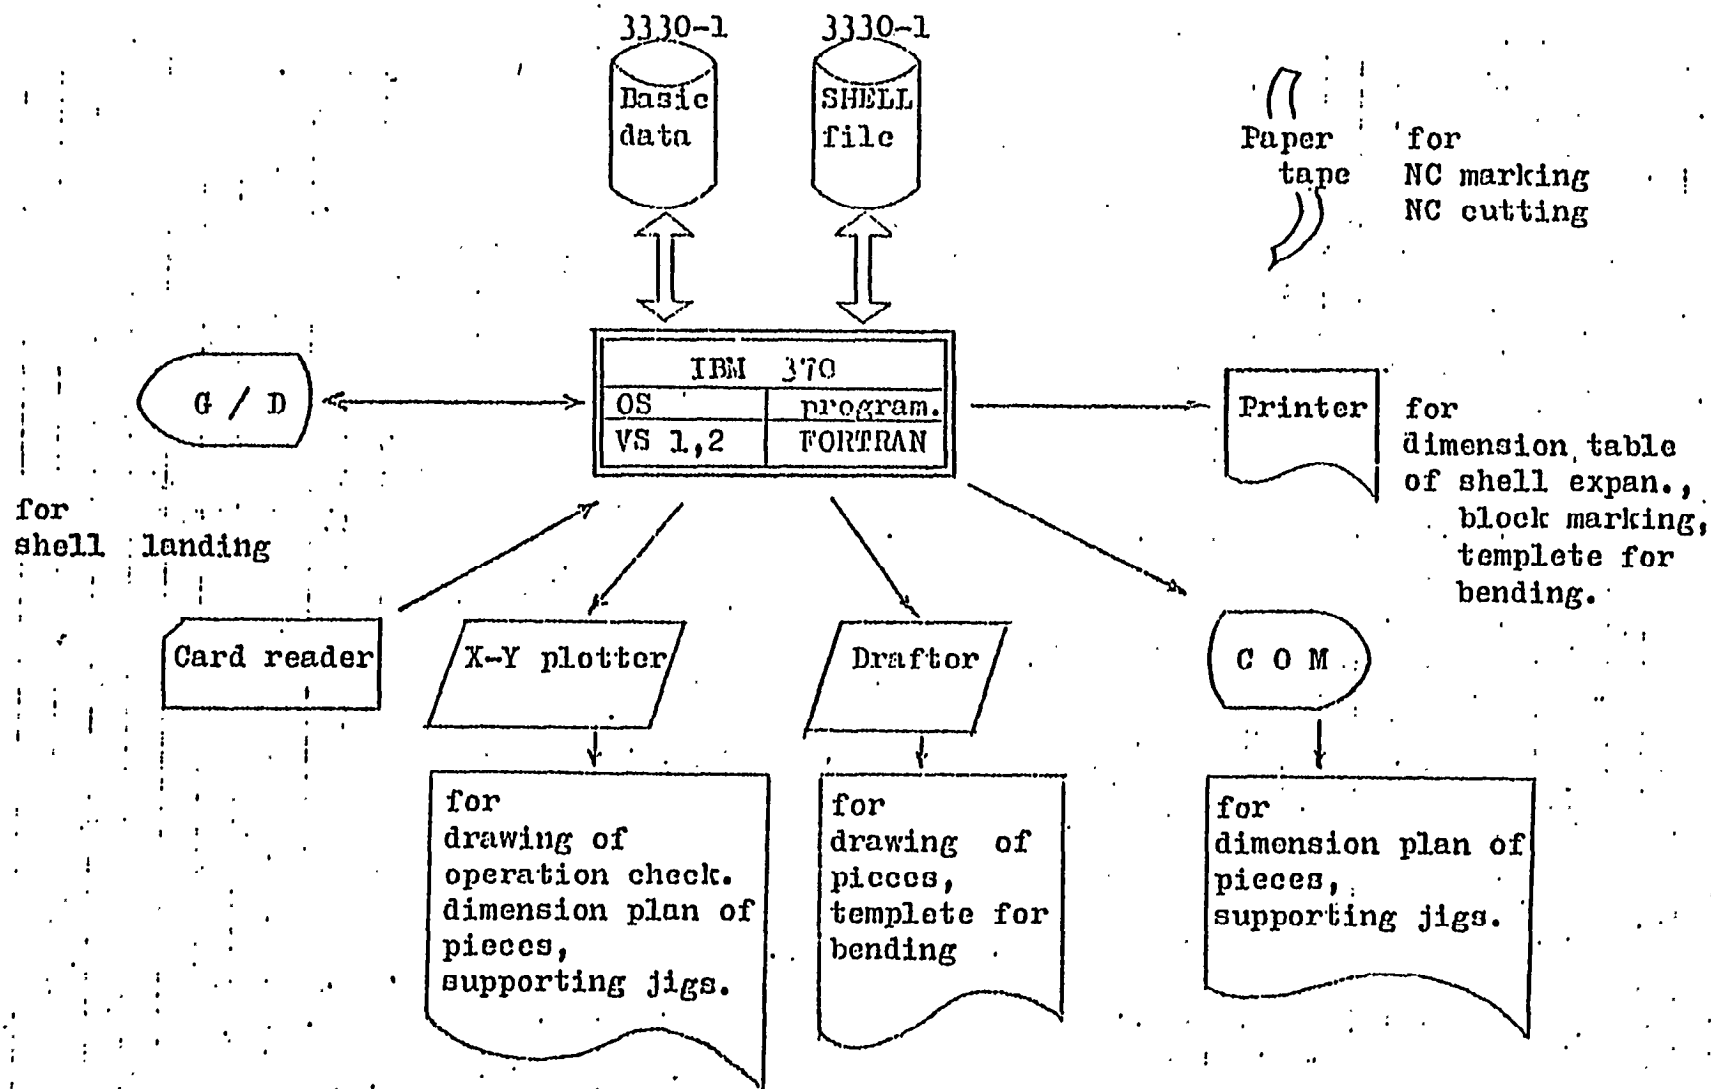 3330-1
3330-1
Basic
data
SHELL
file
Paper
tape
for
NC marking
NC cutting
IBM 370
OS
program.
VS 1,2
FORTRAN
G / D
for
shell landing
Printer
for
dimension table
of shell expan.,
block marking,
templete for
bending.
Card reader
X-Y plotter
Drafter
C O M
for
drawing of
operation check.
dimension plan of
pieces,
supporting jigs.
for
drawing of
pieces,
templete for
bending
for
dimension plan of
pieces,
supporting jigs.